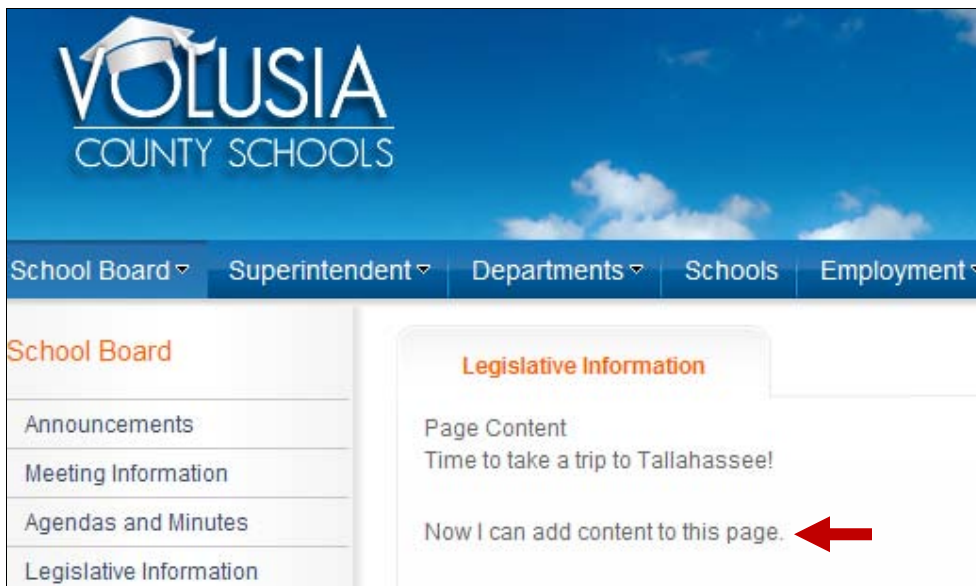 VOLUSIA
COUNTY SCHOOLS
School Board Superintendent Departments Schools Employment
School Board
Announcements
Meeting Information
Agendas and Minutes
Legislative Information
Legislative Information
Page Content
Time to take a trip to Tallahassee!
Now I can add content to this page.